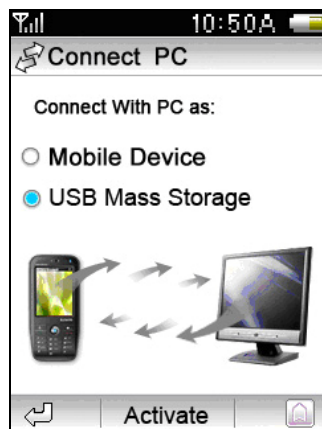 10:50A
Connect PC
Connect With PC as:
Mobile Device
USB Mass Storage
Activate